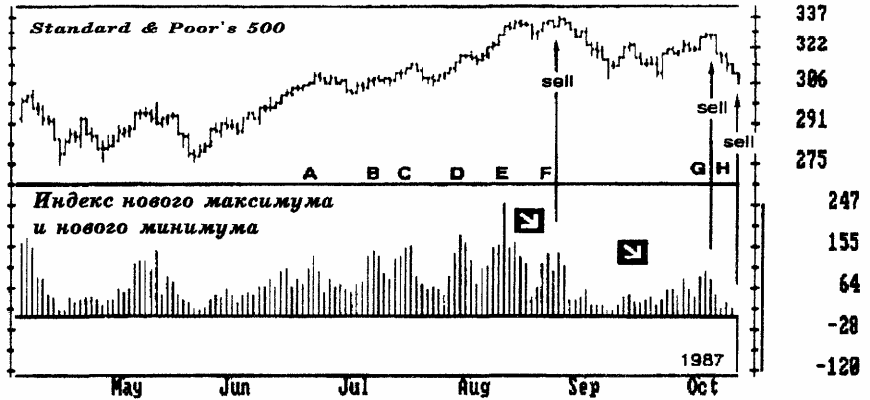 Standard & Poor's 500
337
322
306
291
275
sell
sell
sell
A B C D E F G H
Индекс нового максимума
и нового минимума
247
155
64
-28
-120
1987
May Jun Jul Aug Sep Oct